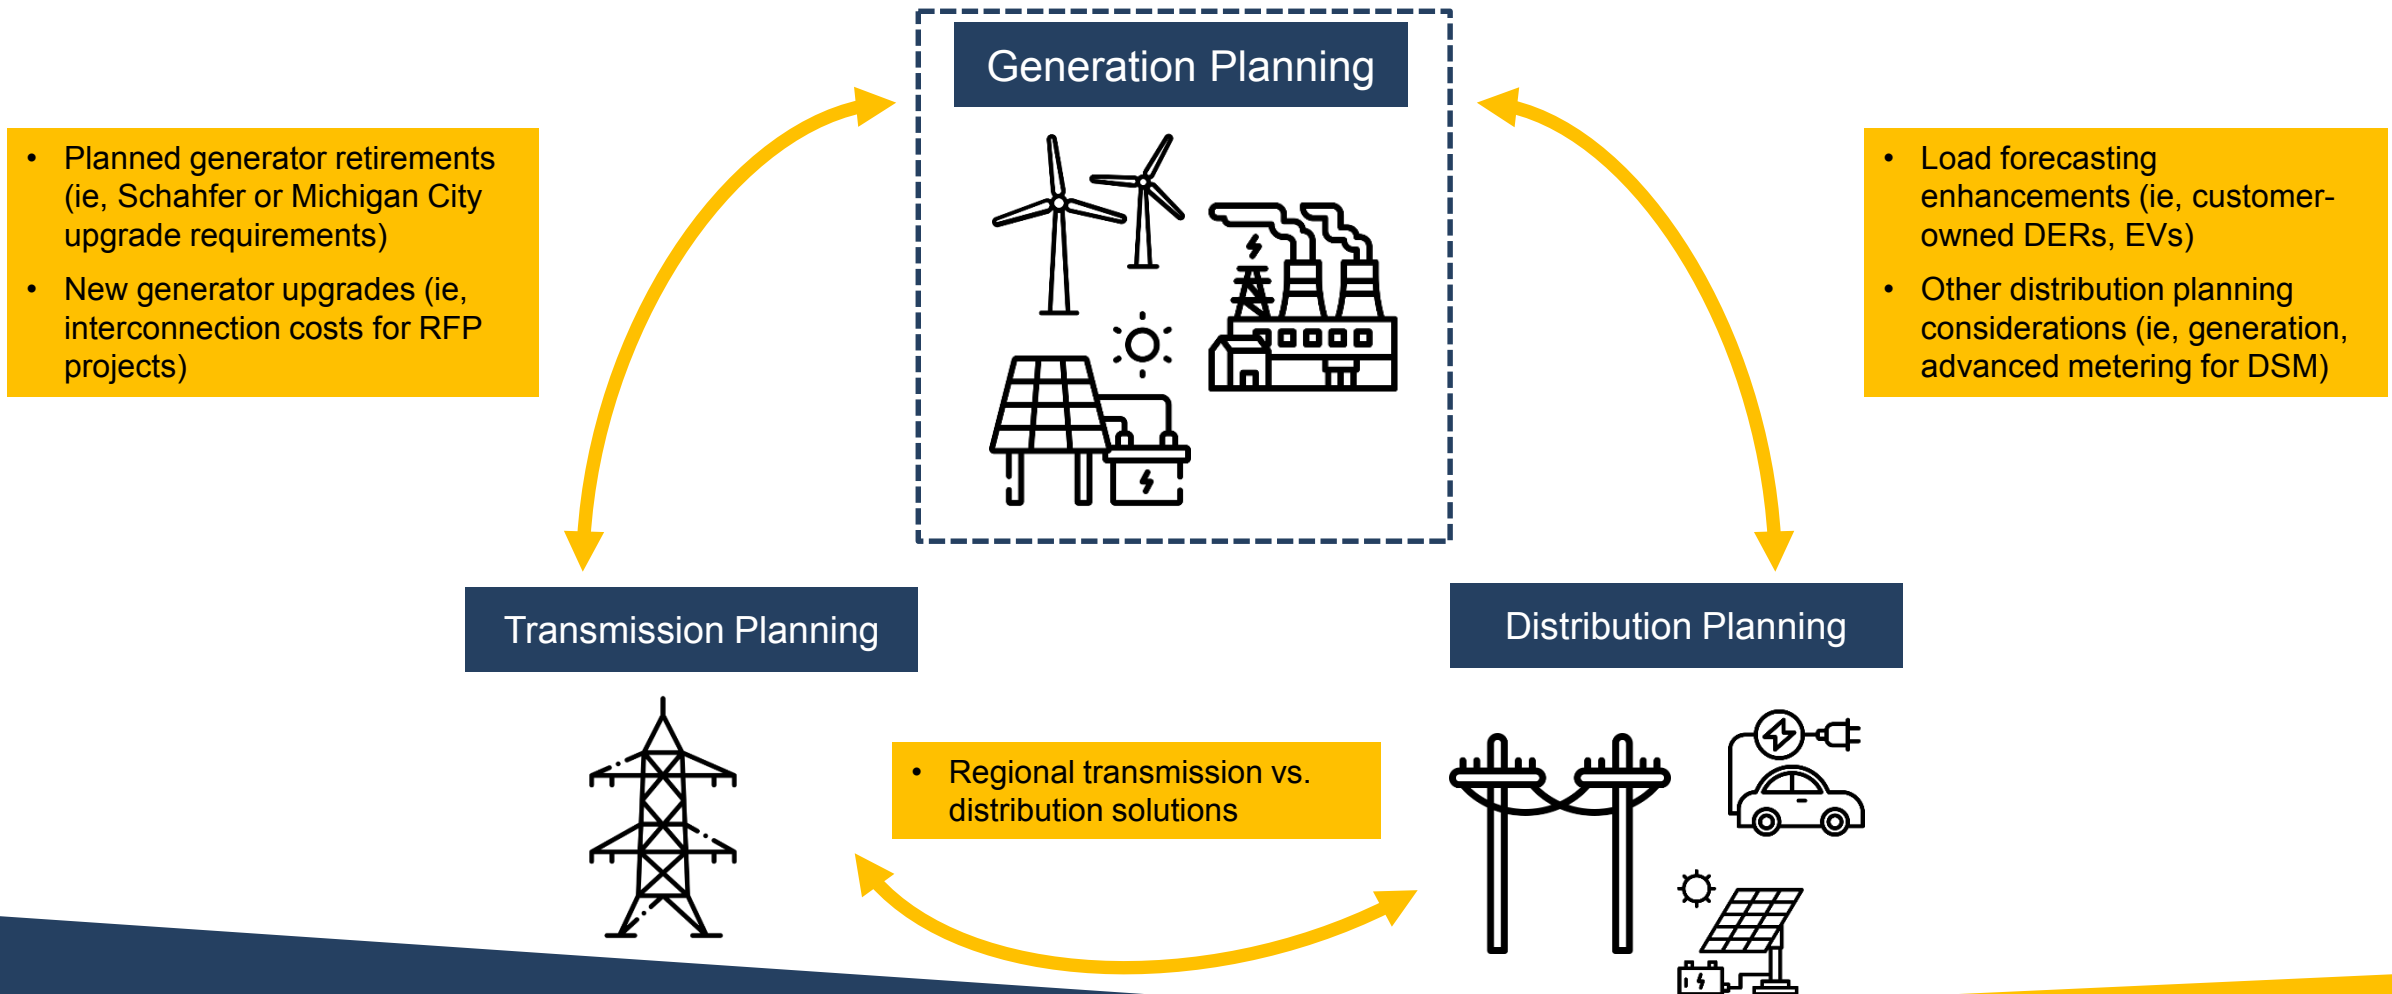 Generation Planning
• Planned generator retirements
(ie, Schahfer or Michigan City
upgrade requirements)
• New generator upgrades (ie,
interconnection costs for RFP
projects)
• Load forecasting
enhancements (ie, customer-
owned DERs, EVs)
• Other distribution planning
considerations (ie, generation,
advanced metering for DSM)
Transmission Planning
Distribution Planning
• Regional transmission vs.
distribution solutions